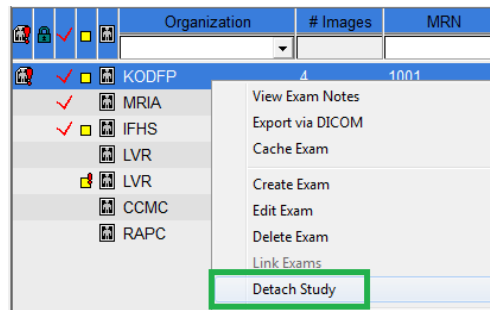 Organization # Images MRN
KODFP 4 1001
View Exam Notes
MRIA
Export via DICOM
IFHS
Cache Exam
LVR
LVR
Create Exam
CCMC
Edit Exam
RAPC
Delete Exam
Link Exams
Detach Study